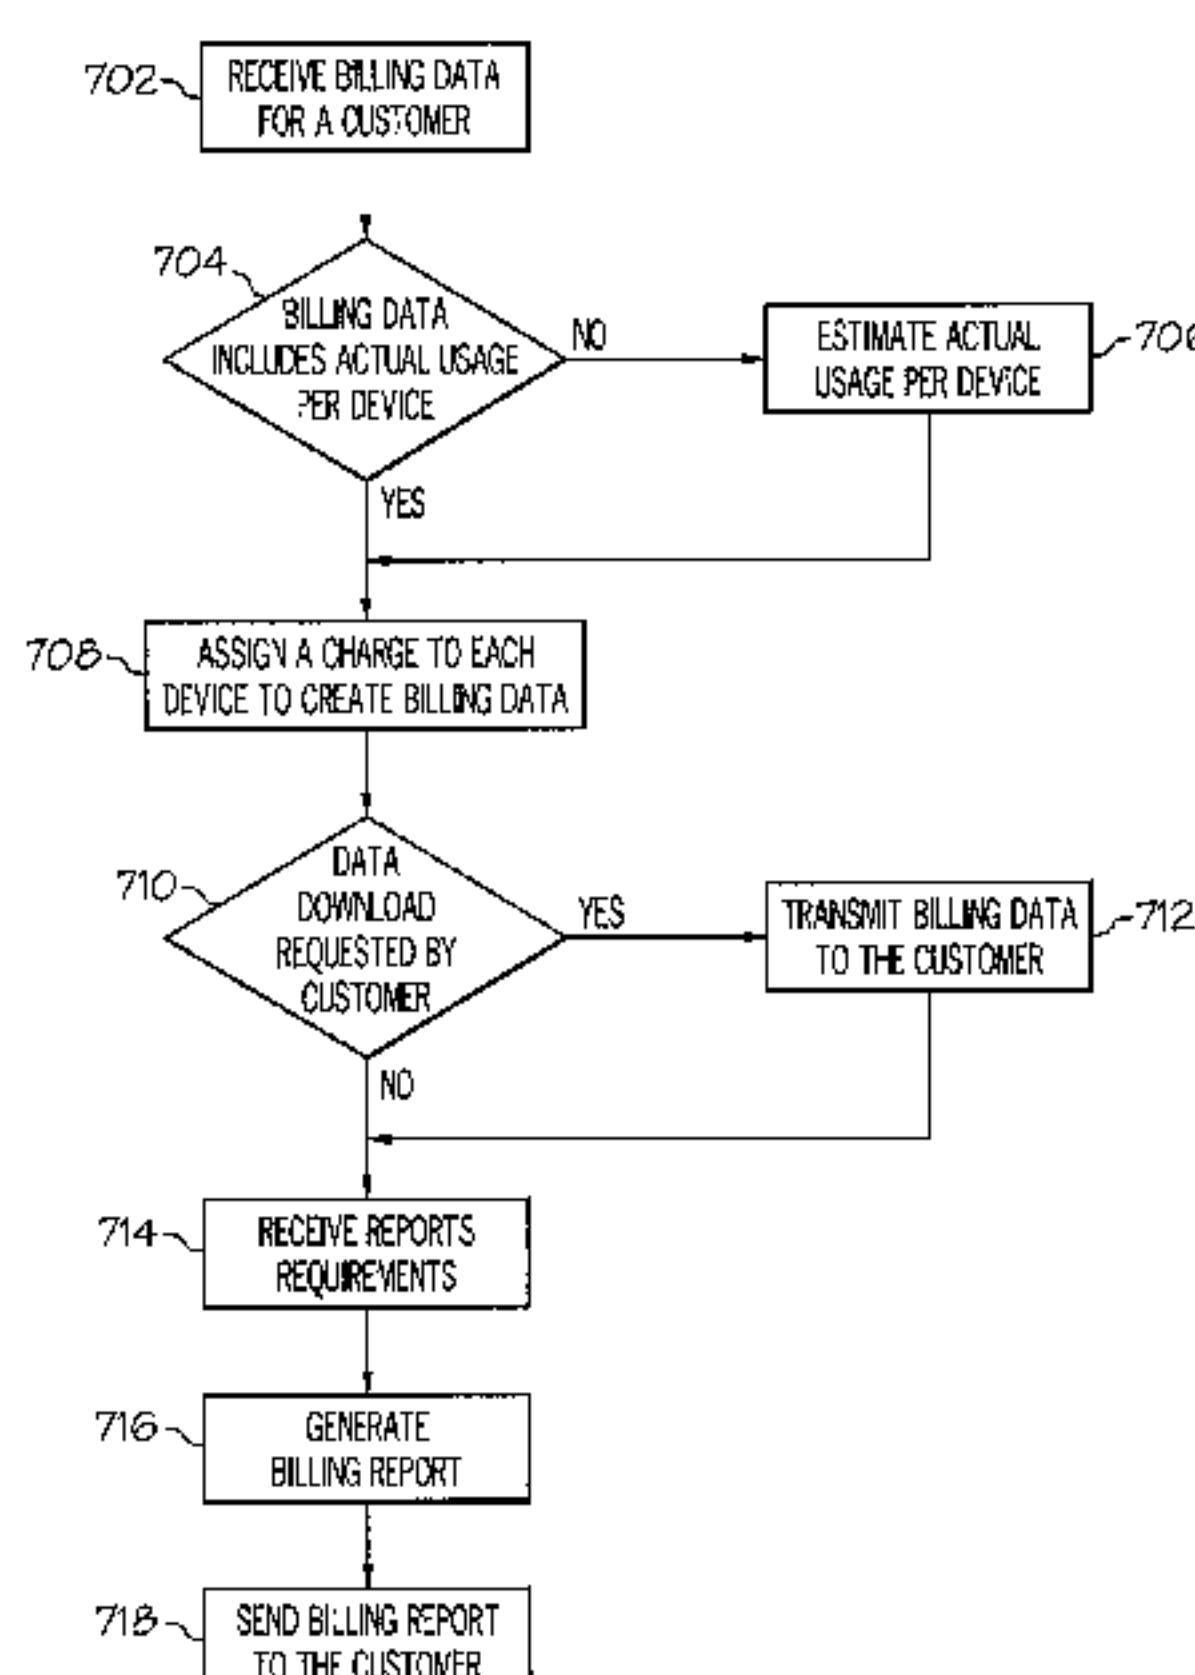 702
RECEIVE BILLING DATA
FOR A CUSTOMER
704
BILLING DATA
INCLUDES ACTUAL USAGE
PER DEVICE
NO
ESTIMATE ACTUAL
USAGE PER DEVICE
706
YES
708
ASSIGN A CHARGE TO EACH
DEVICE TO CREATE BILLING DATA
710
DATA
DOWNLOAD
REQUESTED BY
CUSTOMER
YES
TRANSMIT BILLING DATA
TO THE CUSTOMER
712
NO
714
RECEIVE REPORTS
REQUIREMENTS
716
GENERATE
BILLING REPORT
718
SEND BILLING REPORT
TO THE CUSTOMER